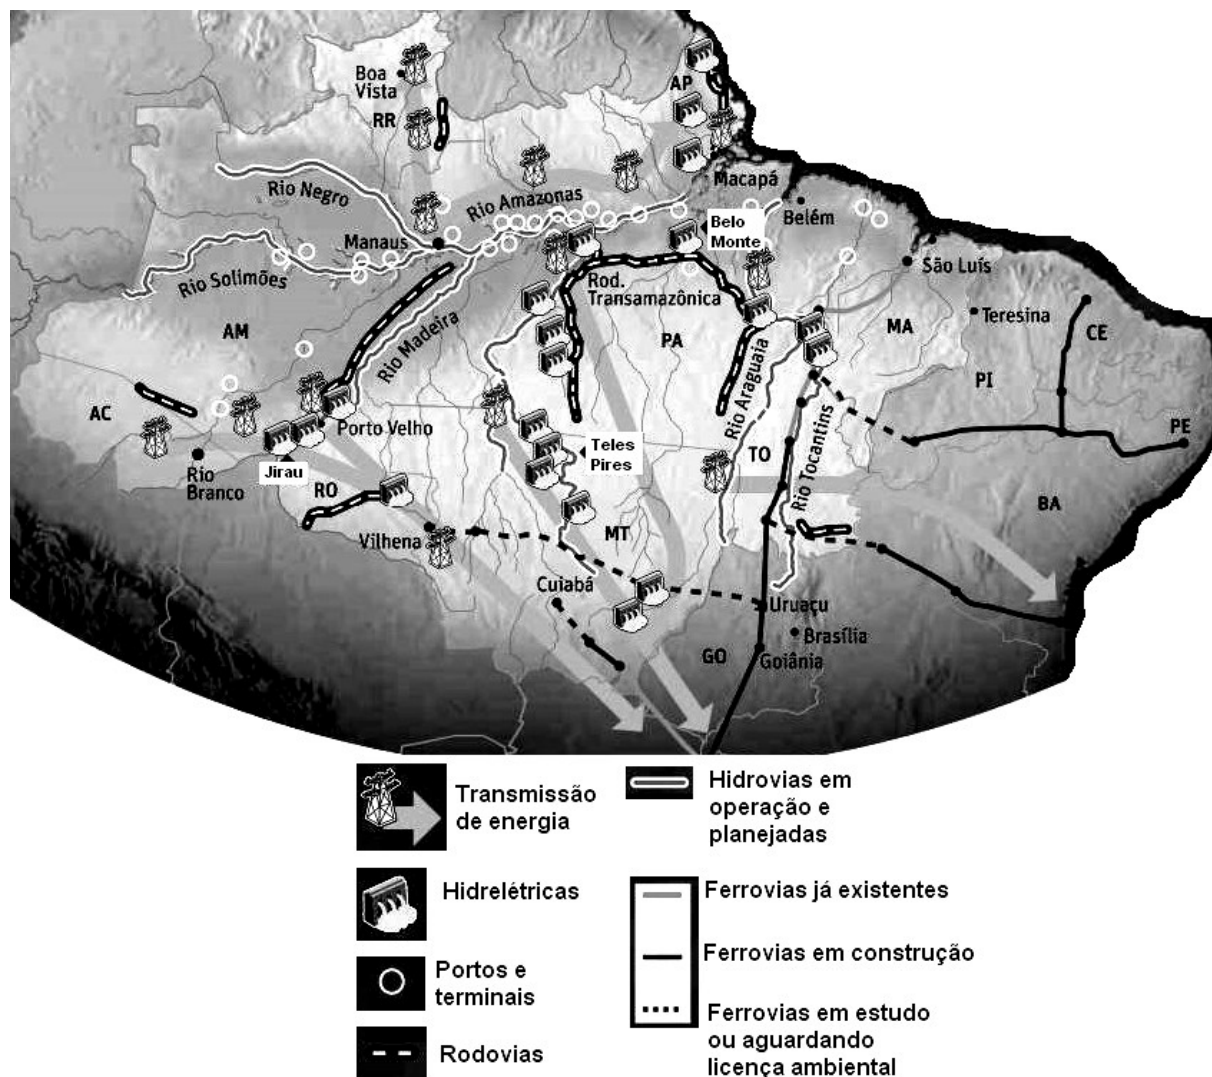 Boa
Vista
RR
AP
Rio Negro
Rio Amazonas
Macapá
Belém
Belo
Monte
Manaus
Rio Solimões
Rod.
Transamazônica
São Luís
AM
Rio Madeira
PA
Rio Araguaia
MA
Teresina
CE
PI
PE
AC
Porto Velho
Jirau
Rio
Branco
RO
Teles
Pires
TO
Rio Tocantins
BA
Vilhena
MT
Cuiabá
Uruaçu
Brasília
GO
Goiânia
Transmissão
de energia
Hidrovias em
operação e
planejadas
Hidrelétricas
Ferrovias já existentes
Ferrovias em construção
Portos e
terminais
Ferrovias em estudo
ou aguardando
licença ambiental
Rodovias